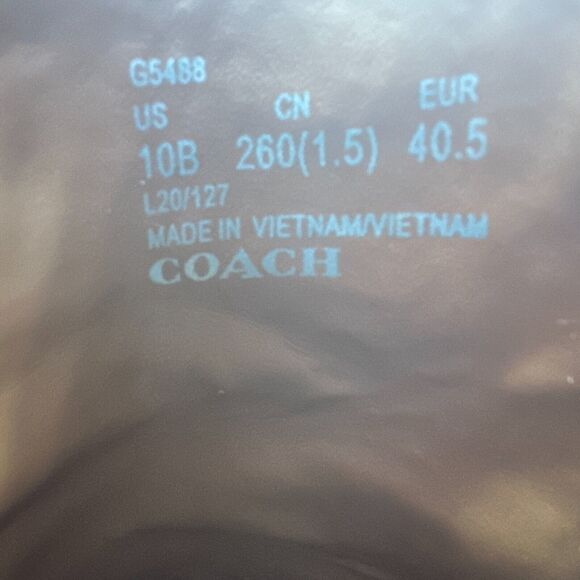 G5488
US CN EUR
10B 260(1.5) 40.5
L20/127
MADE IN VIETNAM/VIETNAM
COACH